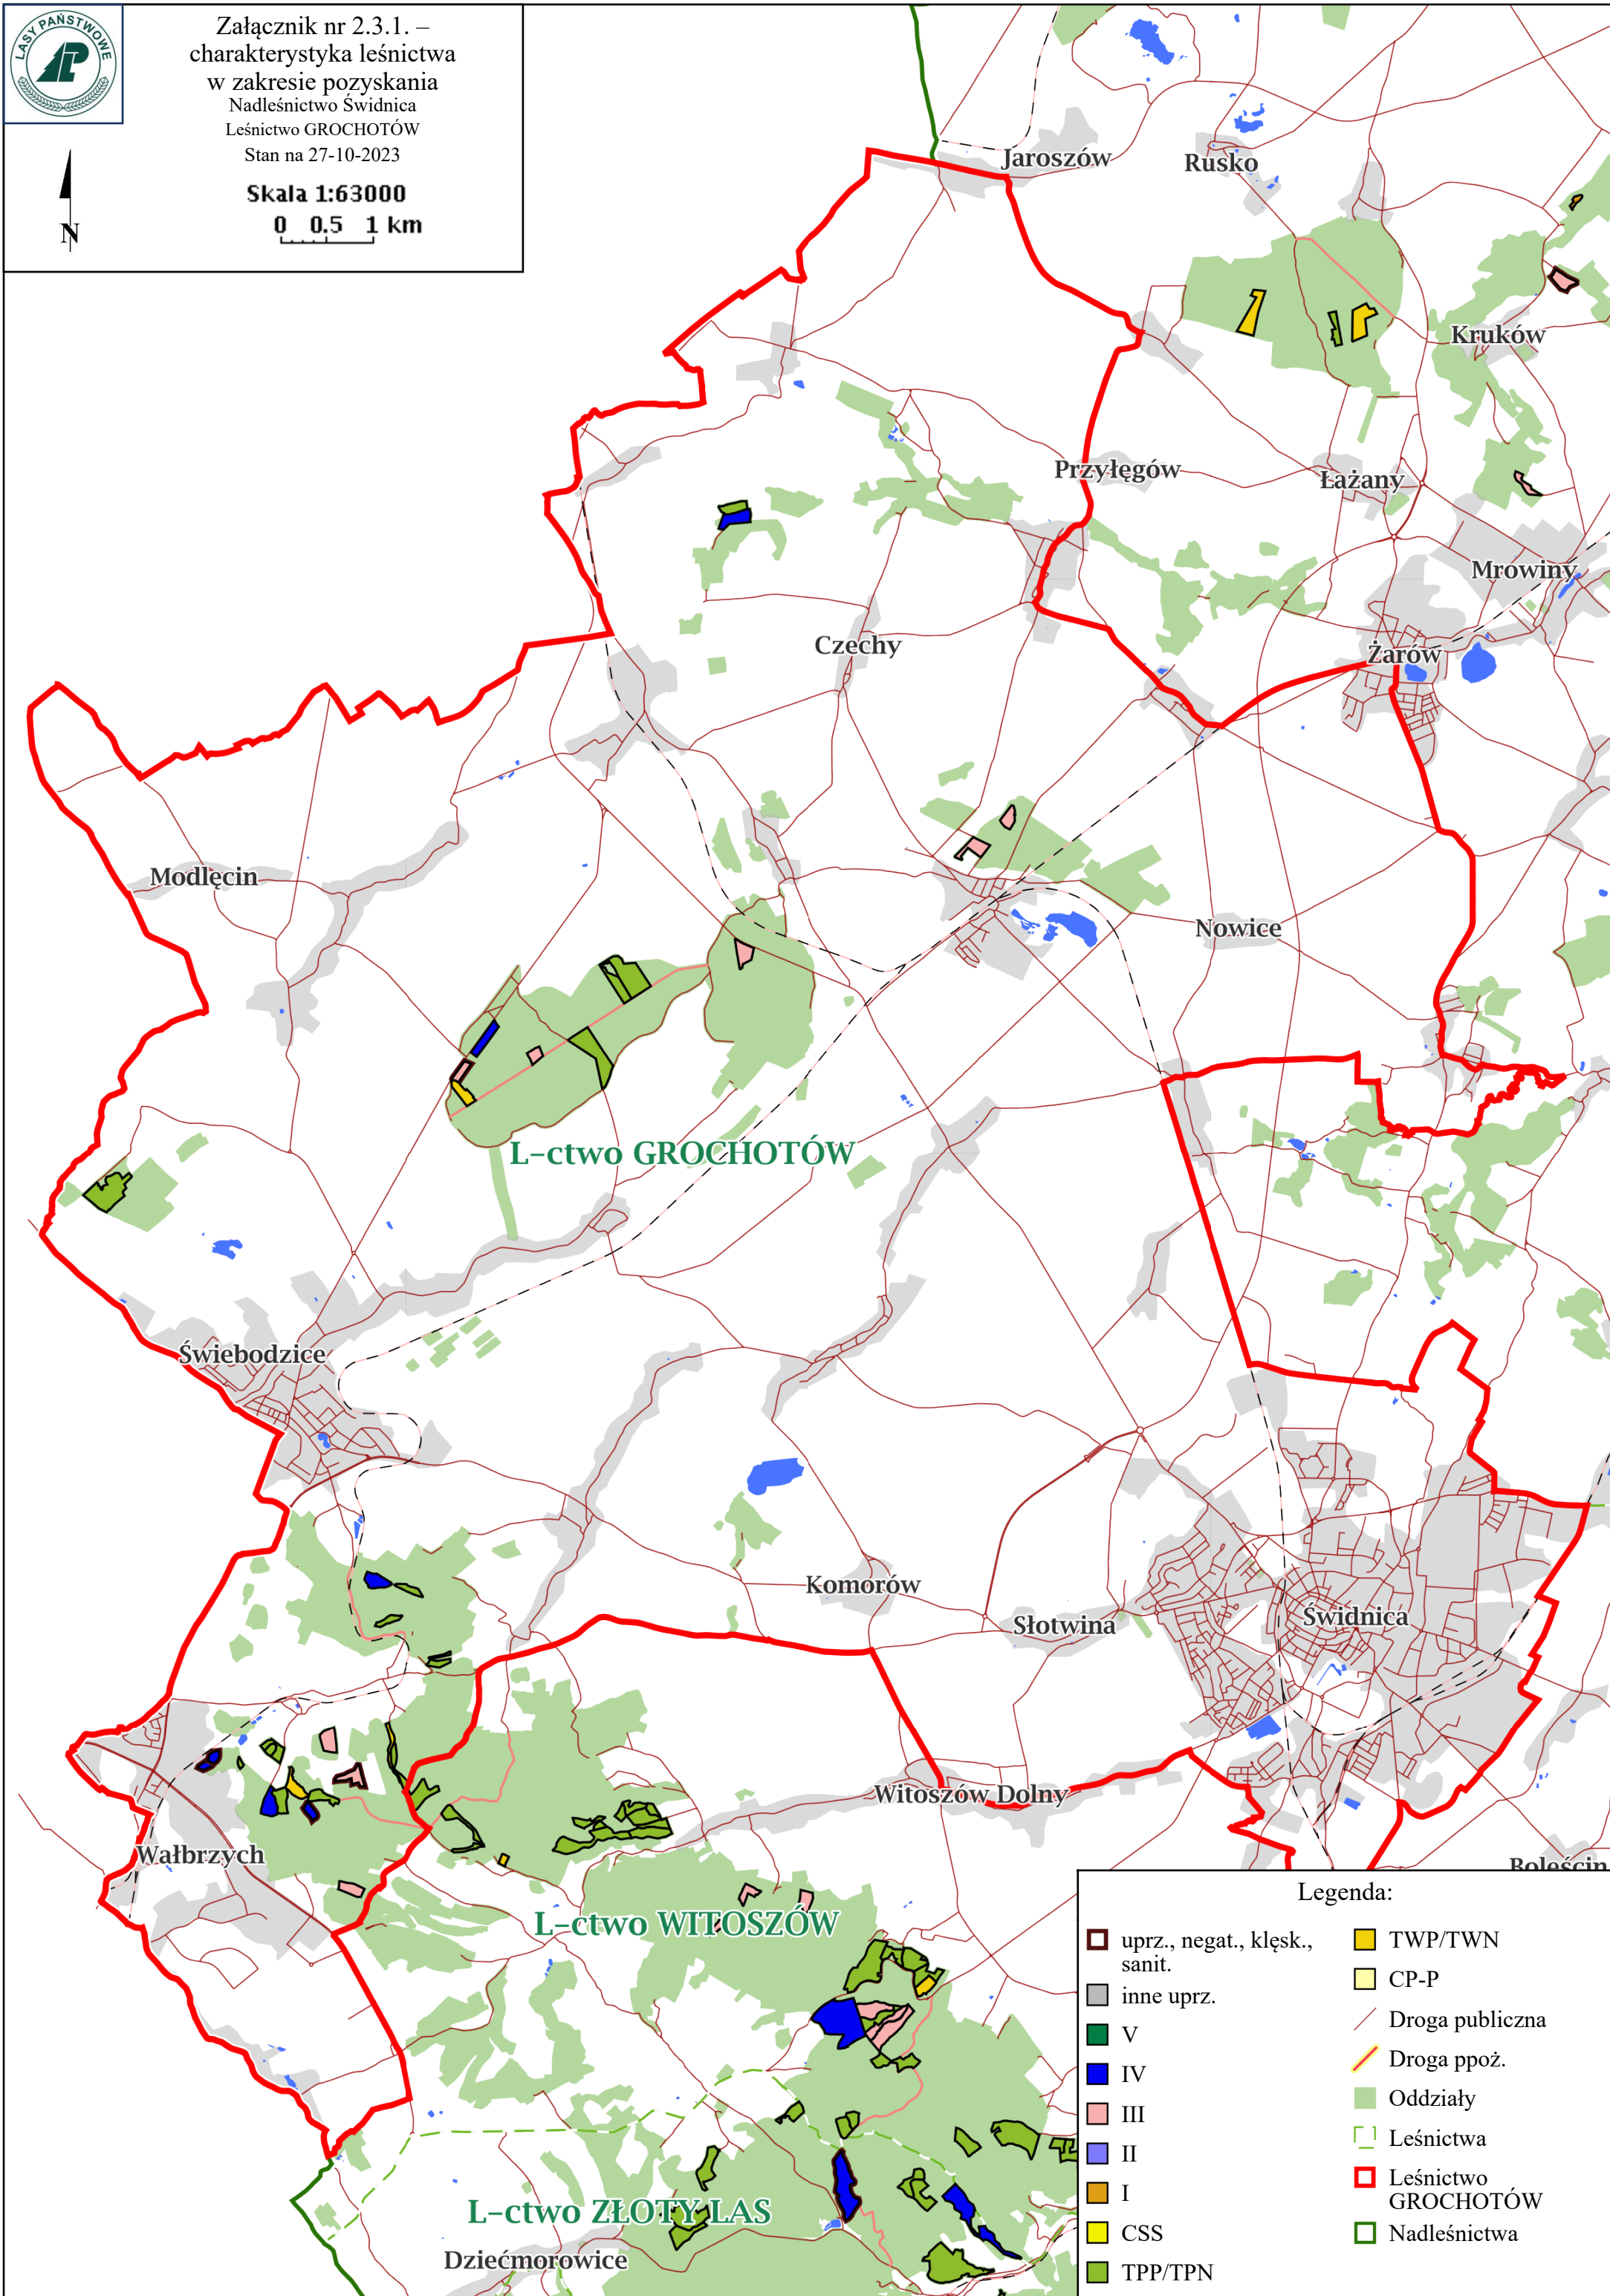 LASY PAŃSTWOWE
Załącznik nr 2.3.1. –
charakterystyka leśnictwa
w zakresie pozyskania
Nadleśnictwo Świdnica
Leśnictwo GROCHOTÓW
Stan na 27-10-2023
Skala 1:63000
0 0.5 1 km
N
Jaroszów
Rusko
Kruków
Przyłęgów
Łażany
Mrowiny
Czechy
Żarów
Modlęcin
Nowice
L-ctwo GROCHOTÓW
Świebodzice
Komorów
Słotwina
Świdnica
Witoszów Dolny
Wałbrzych
Boleścin
L-ctwo WITOSZÓW
L-ctwo ZŁOTY LAS
Dziećmorowice
Legenda:
uprz., negat., klęsk.,
sanit.
inne uprz.
V
IV
III
II
I
CSS
TPP/TPN
TWP/TWN
CP-P
Droga publiczna
Droga ppoż.
Oddziały
Leśnictwa
Leśnictwo
GROCHOTÓW
Nadleśnictwa